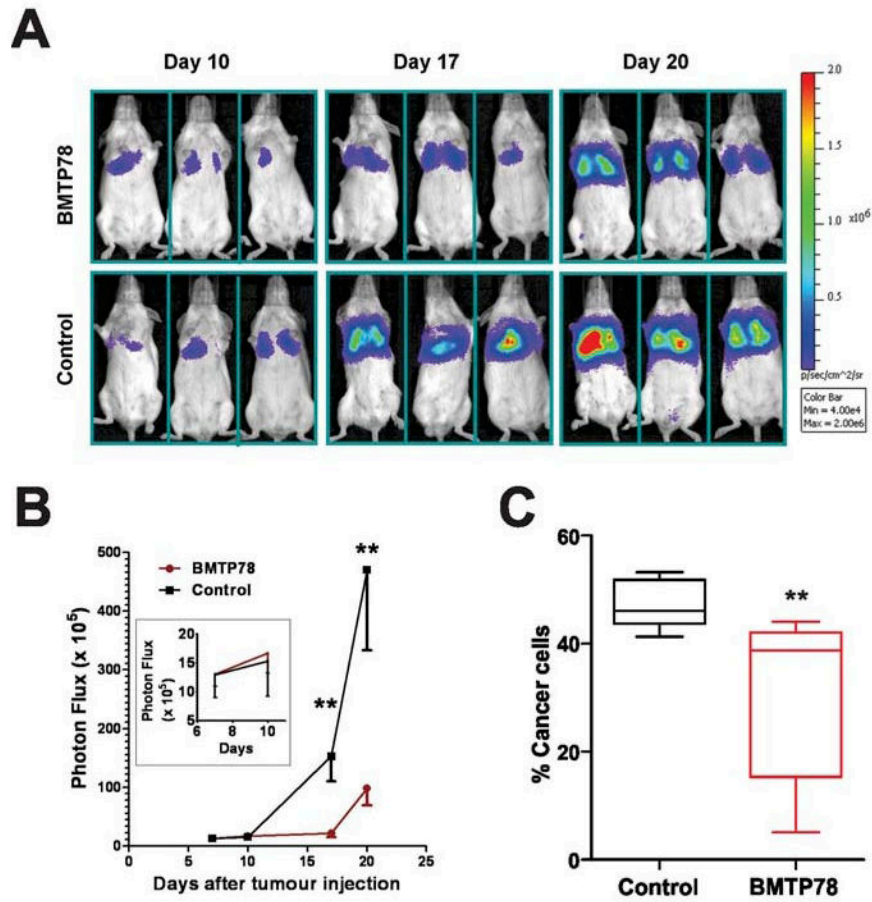 A
Day 10
Day 17
Day 20
BMTP78
Control
2.0
1.5
1.0
x10^6
0.5
p/sec/cm^2/sr
Color Bar
Min = 4.00e4
Max = 2.00e6
B
Photon Flux (x 10^5)
500
400
300
200
100
0
BMTP78
Control
**
**
Photon Flux
(x 10^5)
20
15
10
5
4
6
8
10
Days
0
5
10
15
20
25
Days after tumour injection
C
% Cancer cells
60
40
20
0
**
Control
BMTP78